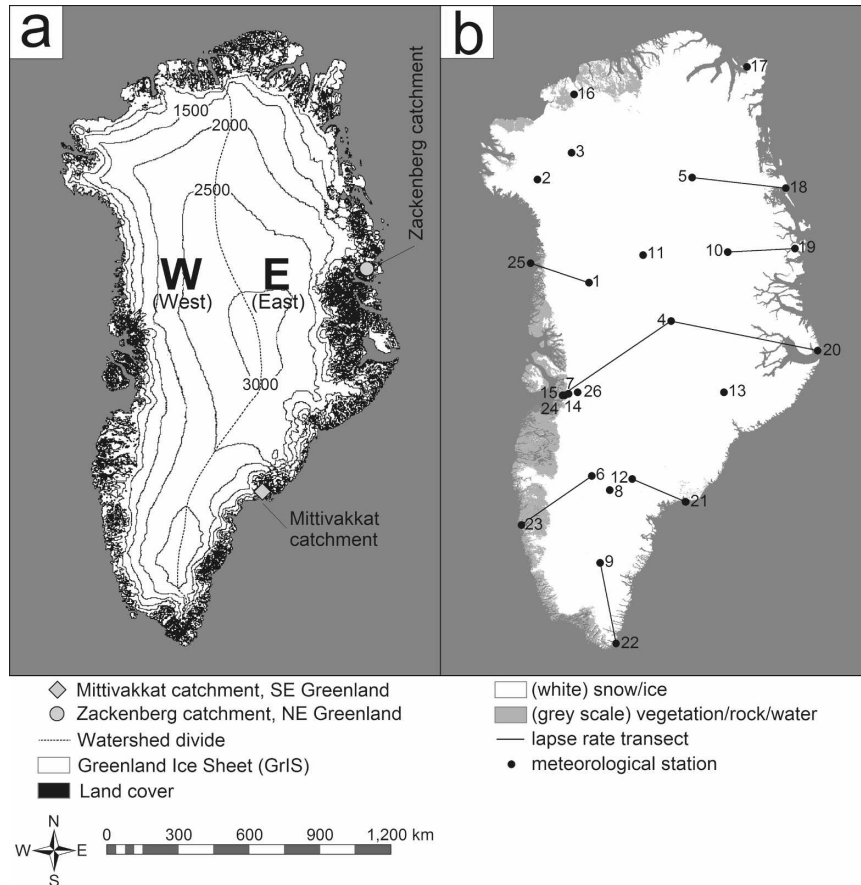 a
1500
2000
2500
3000
W
(West)
E
(East)
Zackenberg catchment
Mittivakkat
catchment
b
17
16
3
2
5
18
11
10
19
25
1
4
20
7
15
26
24
14
13
6
12
8
21
23
9
22
Mittivakkat catchment, SE Greenland
Zackenberg catchment, NE Greenland
Watershed divide
Greenland Ice Sheet (GrIS)
Land cover
(white) snow/ice
(grey scale) vegetation/rock/water
lapse rate transect
meteorological station
N
W E
S
0 300 600 900 1,200 km